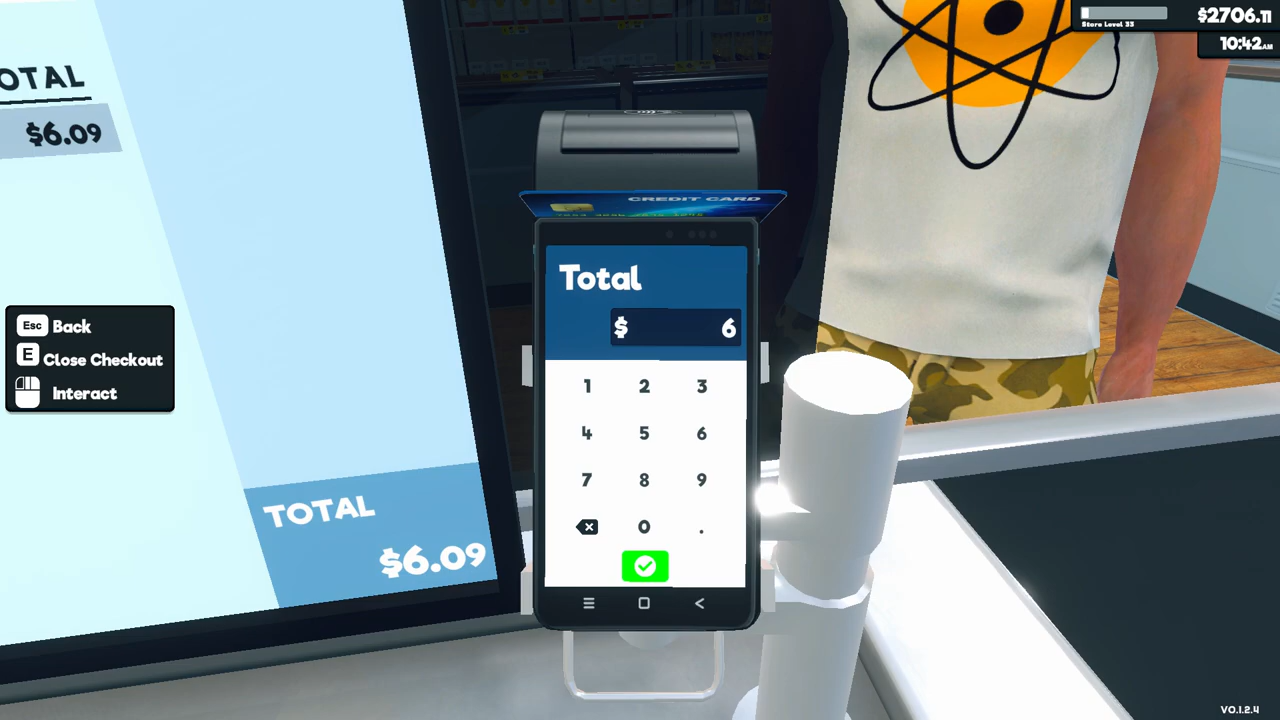 OTAL
$6.09
TOTAL
$6.09
Esc Back
E Close Checkout
Interact
CREDIT CARD
Total
$ 6
1 2 3
4 5 6
7 8 9
0 .
Store Level 33
$2706.11
10:42AM
V0.1.2.4